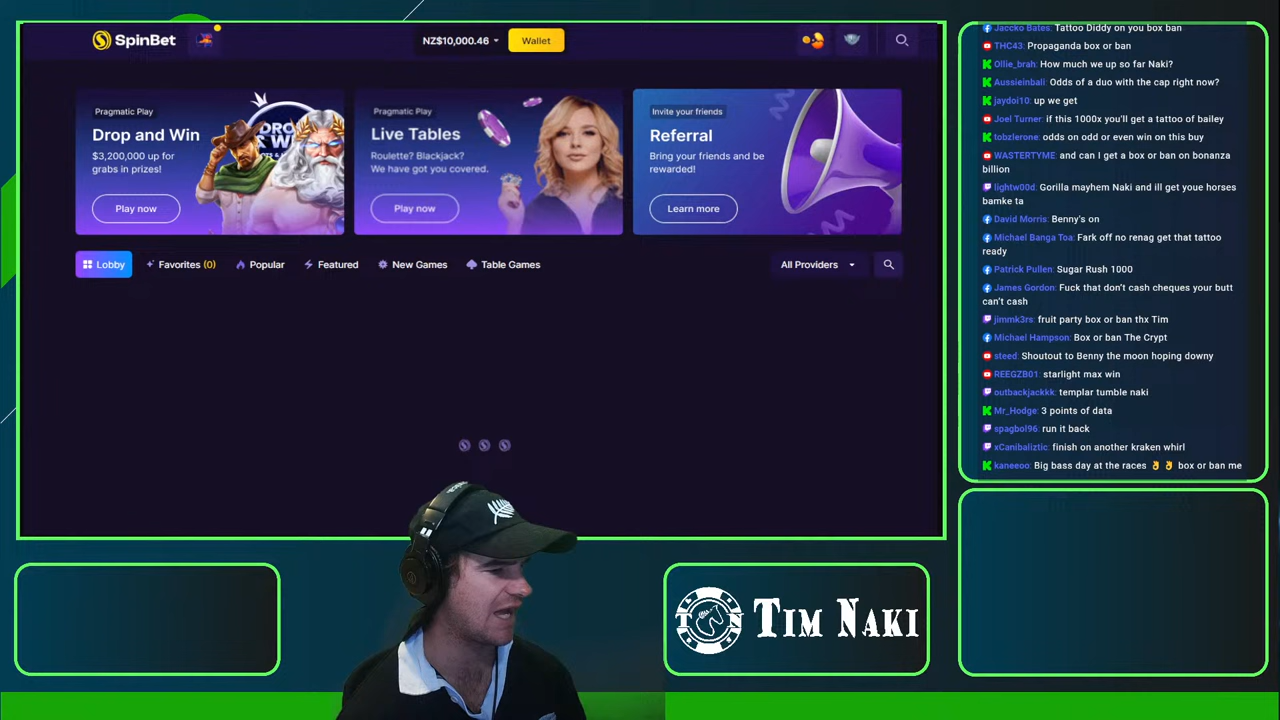 SpinBet
NZ$10,000.46
Wallet
Pragmatic Play
Drop and Win
$3,200,000 up for
grabs in prizes!
Play now
Pragmatic Play
Live Tables
Roulette? Blackjack?
We have got you covered.
Play now
Invite your friends
Referral
Bring your friends and be
rewarded!
Learn more
Lobby
Favorites (0)
Popular
Featured
New Games
Table Games
All Providers
Jaccko Bates: Tattoo Diddy on you box ban
THC43: Propaganda box or ban
Ollie_brah: How much we up so far Naki?
Aussieinbali: Odds of a duo with the cap right now?
jaydoi10: up we get
Joel Turner: if this 1000x you'll get a tattoo of bailey
tobzlerone: odds on odd or even win on this buy
WASTERTYME: and can I get a box or ban on bonanza
billion
lightw00d: Gorilla mayhem Naki and ill get youe horses
bamke ta
David Morris: Benny's on
Michael Banga Toa: Fark off no renag get that tattoo
ready
Patrick Pullen: Sugar Rush 1000
James Gordon: Fuck that don't cash cheques your butt
can't cash
jimmk3rs: fruit party box or ban thx Tim
Michael Hampson: Box or ban The Crypt
steed: Shoutout to Benny the moon hoping downy
REEGZB01: starlight max win
outbackjackkk: templar tumble naki
Mr_Hodge: 3 points of data
spagbol96: run it back
xCanibaliztic: finish on another kraken whirl
kaneeoo: Big bass day at the races 👌 👌 box or ban me
T N
TIM NAKI